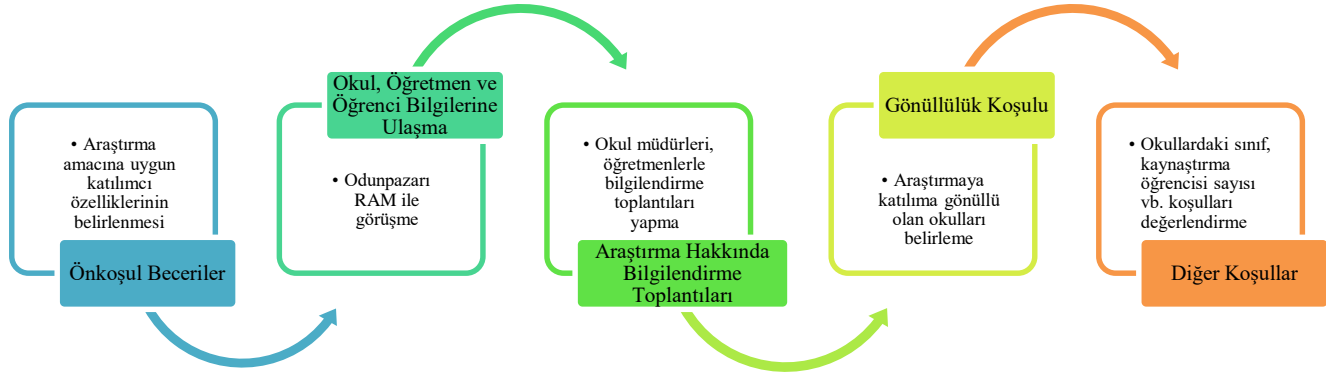 • Araştırma
amacına uygun
katılımcı
özelliklerinin
belirlenmesi
Önkoşul Beceriler
Okul, Öğretmen ve
Öğrenci Bilgilerine
Ulaşma
• Odunpazarı
RAM ile
görüşme
• Okul müdürleri,
öğretmenlerle
bilgilendirme
toplantıları
yapma
Araştırma Hakkında
Bilgilendirme
Toplantıları
Gönüllülük Koşulu
• Araştırmaya
katılıma gönüllü
olan okulları
belirleme
• Okullardaki sınıf,
kaynaştırma
öğrencisi sayısı
vb. koşulları
değerlendirme
Diğer Koşullar